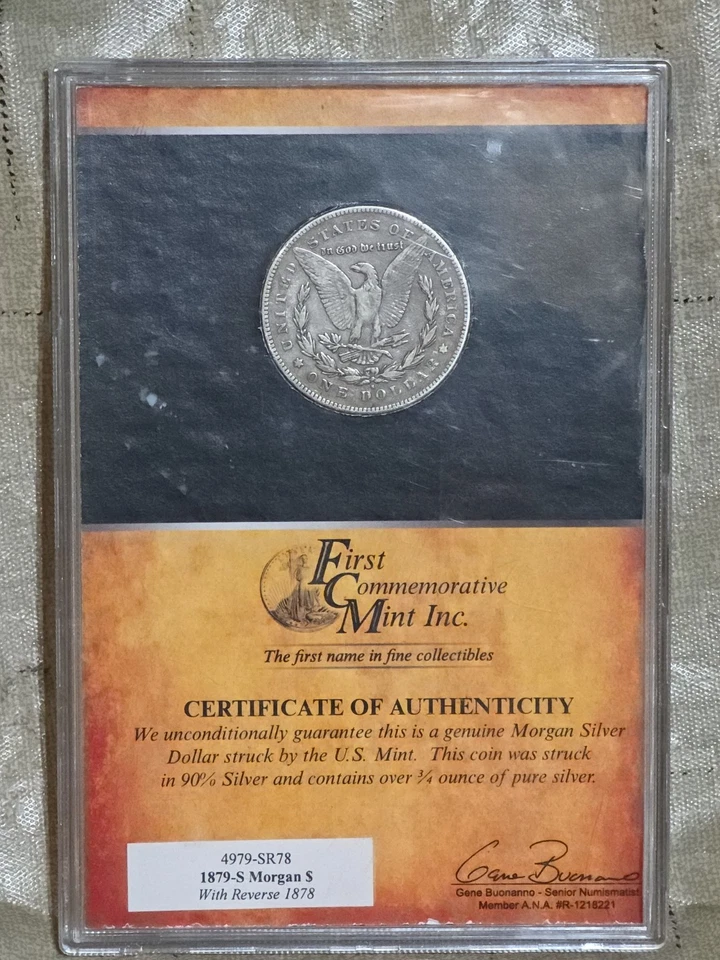 UNITED STATES OF AMERICA
In God we trust
ONE DOLLAR
First
Commemorative
Mint Inc.
The first name in fine collectibles
CERTIFICATE OF AUTHENTICITY
We unconditionally guarantee this is a genuine Morgan Silver
Dollar struck by the U.S. Mint. This coin was struck
in 90% Silver and contains over ¾ ounce of pure silver.
4979-SR78
1879-S Morgan $
With Reverse 1878
Gene Buonanno
Gene Buonanno - Senior Numismatist
Member A.N.A. #R-1218221